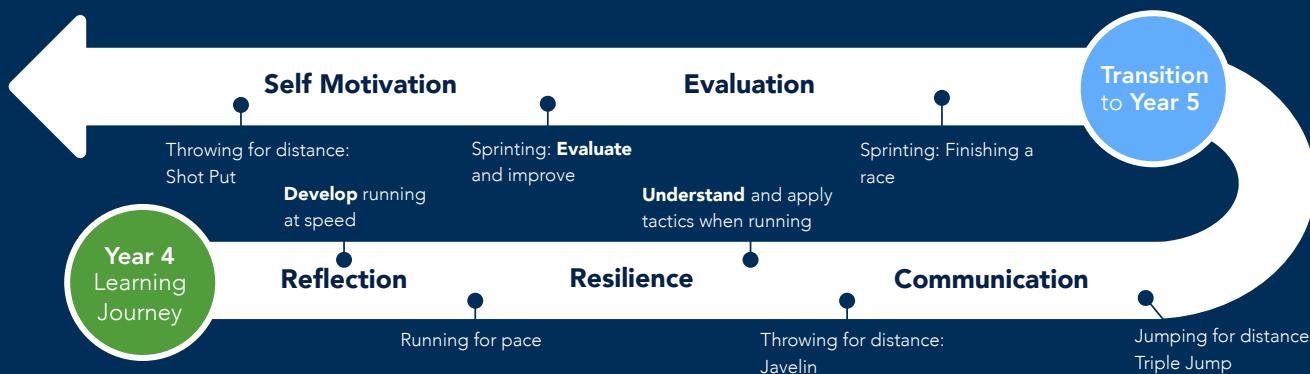 Self Motivation
Evaluation
Transition
to Year 5
Throwing for distance:
Shot Put
Sprinting: Evaluate
and improve
Sprinting: Finishing a
race
Develop running
at speed
Understand and apply
tactics when running
Year 4
Learning
Journey
Reflection
Resilience
Communication
Running for pace
Throwing for distance:
Javelin
Jumping for distance
Triple Jump